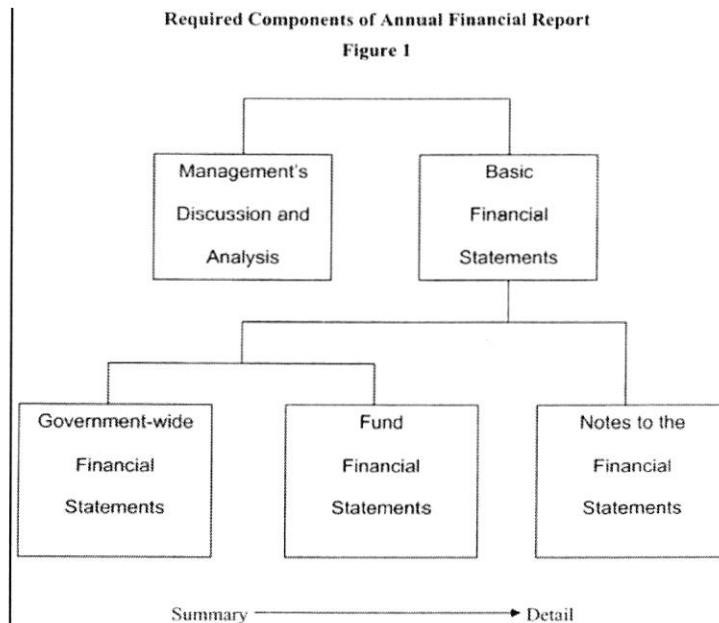 Required Components of Annual Financial Report
Figure 1
Management's
Discussion and
Analysis
Basic
Financial
Statements
Government-wide
Financial
Statements
Fund
Financial
Statements
Notes to the
Financial
Statements
Summary
Detail